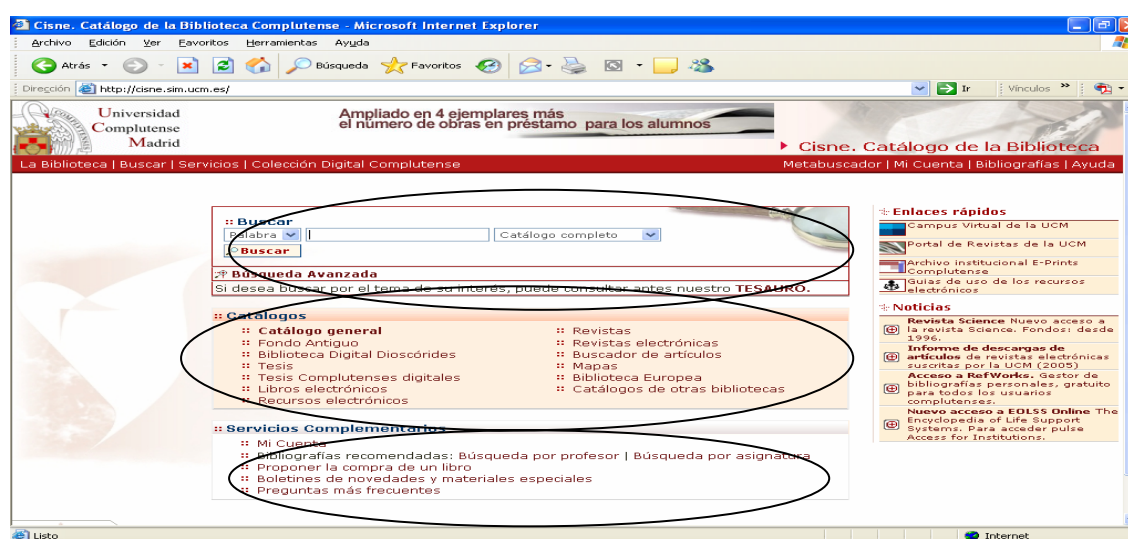 Cisne. Catálogo de la Biblioteca Complutense - Microsoft Internet Explorer
Archivo Edición Ver Favoritos Herramientas Ayuda
Atrás Búsqueda Favoritos
Dirección http://cisne.sim.ucm.es/ Ir Vínculos »
Universidad
Complutense
Madrid
Ampliado en 4 ejemplares más
el número de obras en préstamo para los alumnos
Cisne. Catálogo de la Biblioteca
La Biblioteca | Buscar | Servicios | Colección Digital Complutense
Metabuscador | Mi Cuenta | Bibliografías | Ayuda
:: Buscar
Palabra Catálogo completo
Buscar
Búsqueda Avanzada
Si desea buscar por el tema de su interés, puede consultar antes nuestro TESAURO.
:: Catálogos
:: Catálogo general
:: Fondo Antiguo
:: Biblioteca Digital Dioscórides
:: Tesis
:: Tesis Complutenses digitales
:: Libros electrónicos
:: Recursos electrónicos
:: Revistas
:: Revistas electrónicas
:: Buscador de artículos
:: Mapas
:: Biblioteca Europea
:: Catálogos de otras bibliotecas
:: Servicios Complementarios
:: Mi Cuenta
:: Bibliografías recomendadas: Búsqueda por profesor | Búsqueda por asignatura
:: Proponer la compra de un libro
:: Boletines de novedades y materiales especiales
:: Preguntas más frecuentes
Enlaces rápidos
Campus Virtual de la UCM
Portal de Revistas de la UCM
Archivo institucional E-Prints
Complutense
Guias de uso de los recursos
electrónicos
Noticias
Revista Science Nuevo acceso a
la revista Science. Fondos: desde
1996.
Informe de descargas de
artículos de revistas electrónicas
suscritas por la UCM (2005)
Acceso a RefWorks. Gestor de
bibliografías personales, gratuito
para todos los usuarios
complutenses.
Nuevo acceso a EOLSS Online The
Encyclopedia of Life Support
Systems. Para acceder pulse
Access for Institutions.
Listo Internet